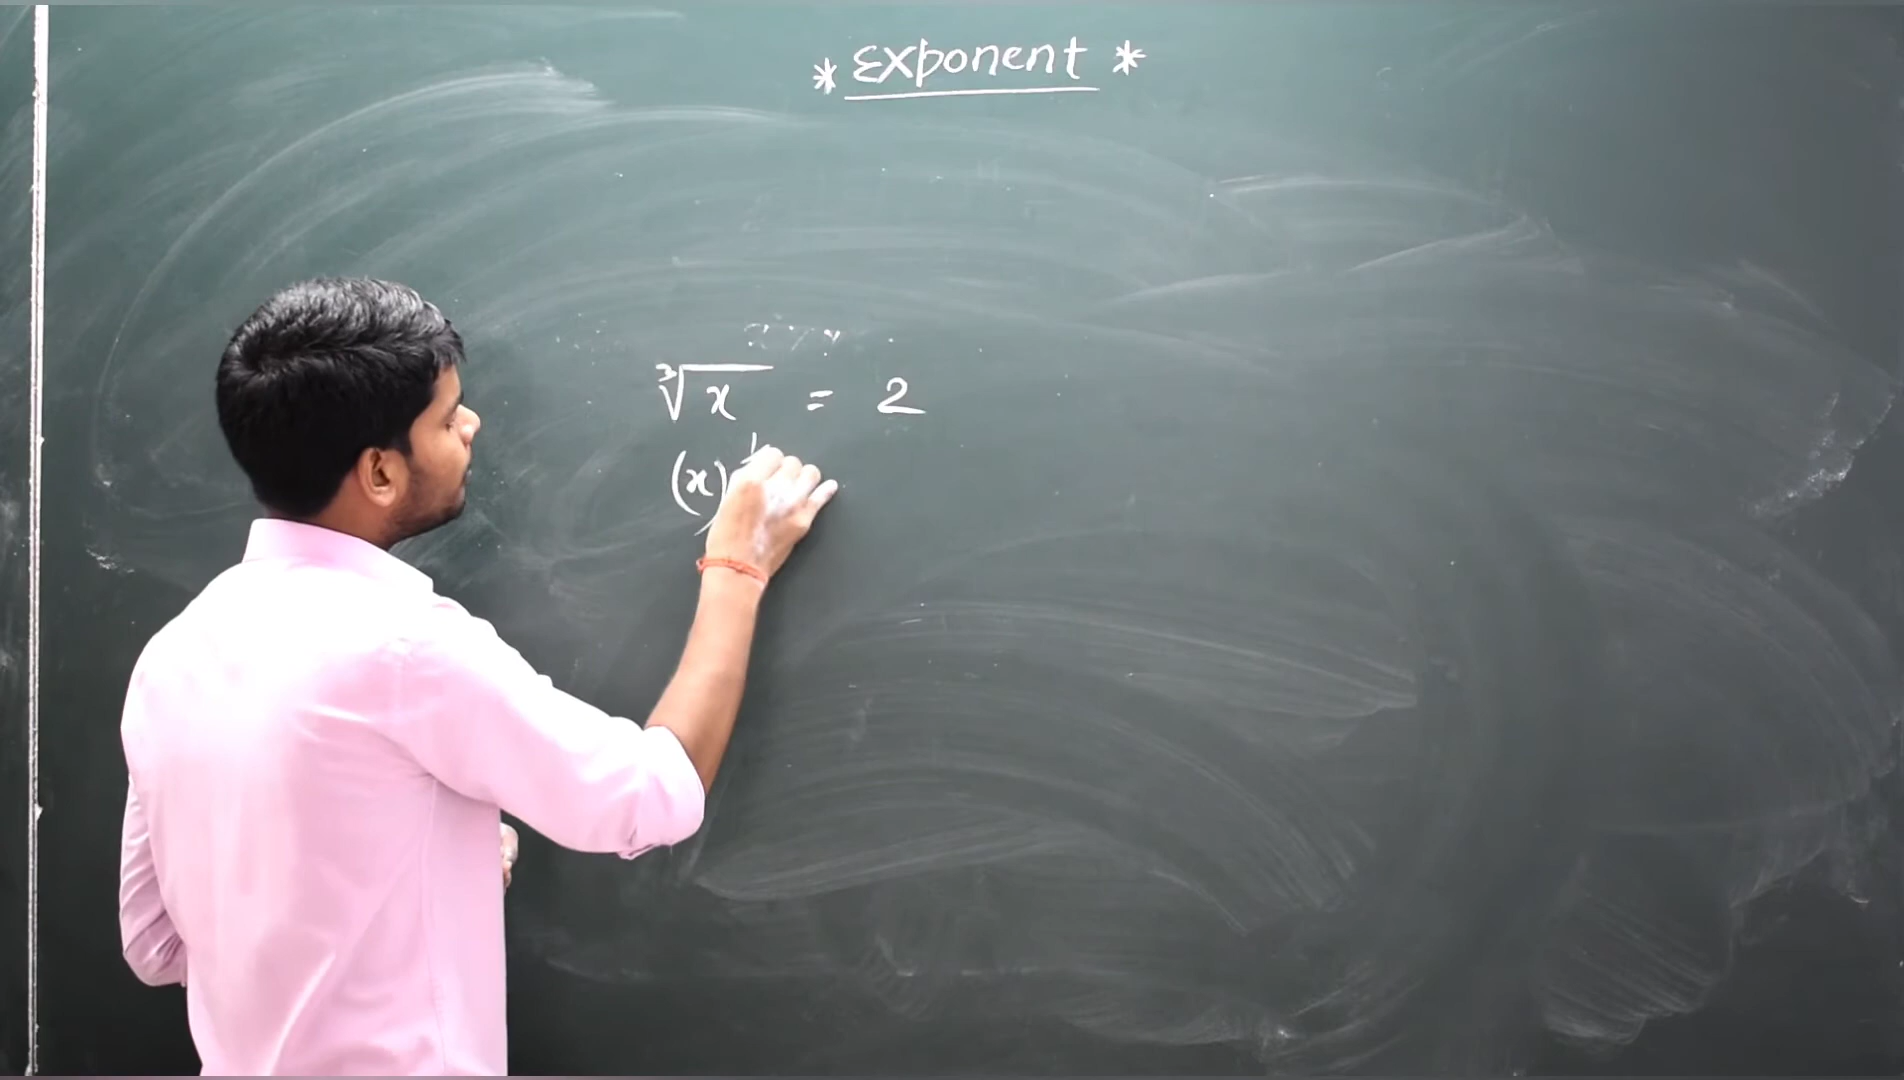 * Exponent *
∛x = 2
(x)